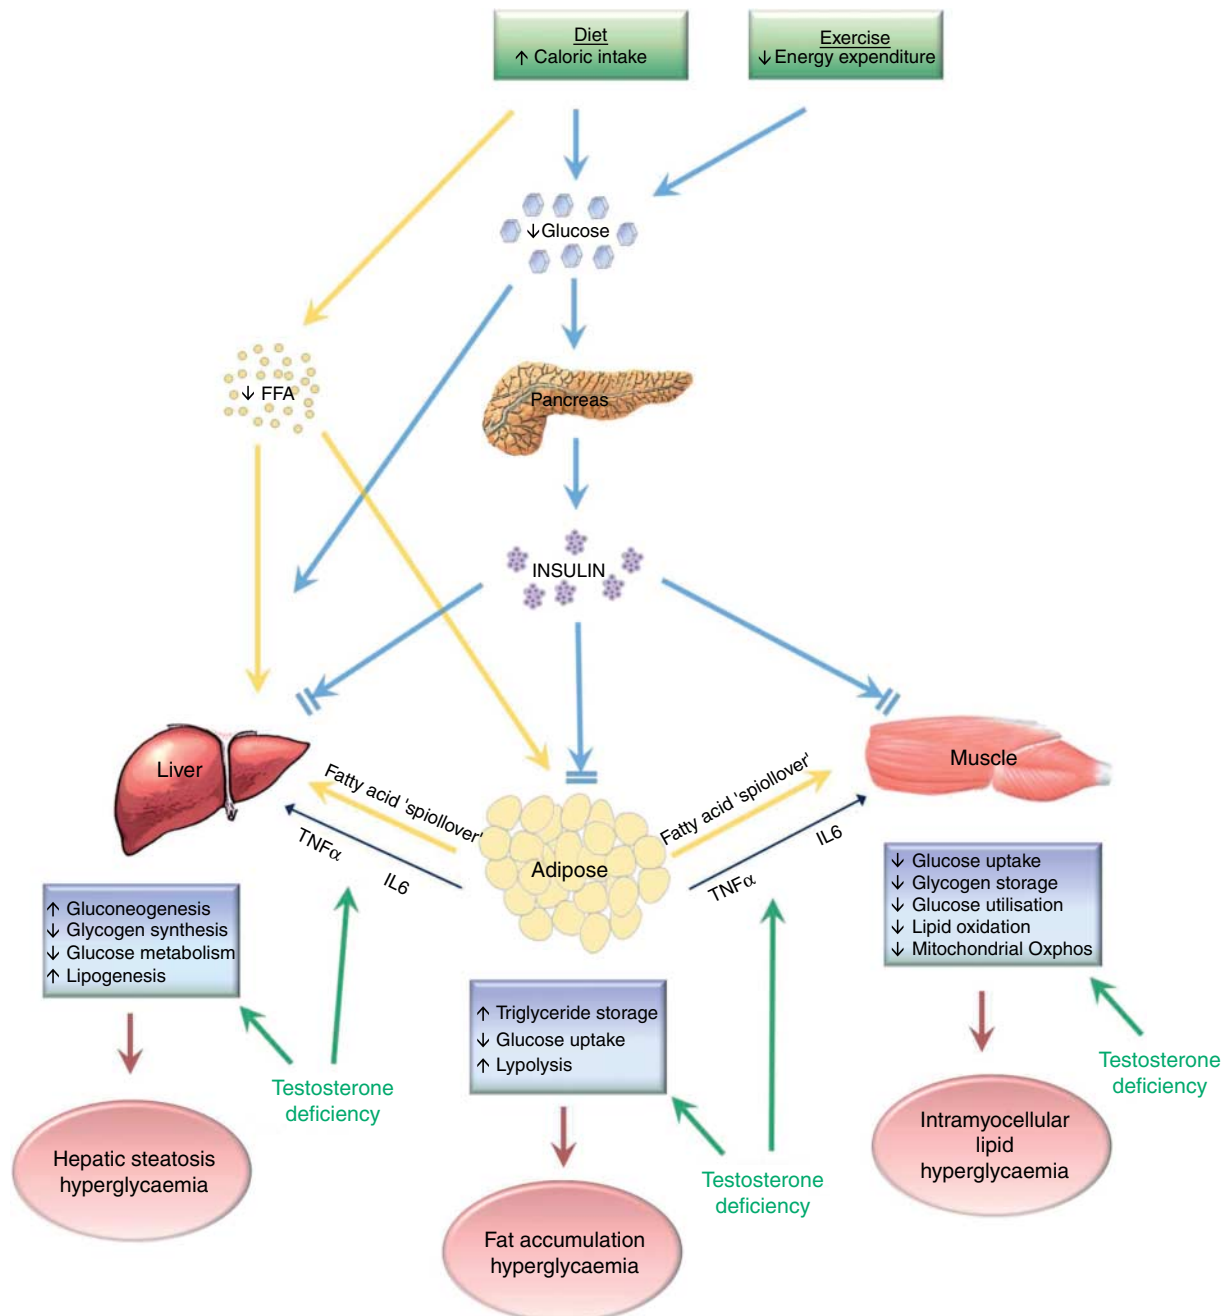 Diet
↑ Caloric intake
Exercise
↓ Energy expenditure
↓ Glucose
↓ FFA
Pancreas
INSULIN
Liver
Fatty acid 'spiollover'
TNFα
IL6
Adipose
Fatty acid 'spiollover'
TNFα
IL6
Muscle
↑ Gluconeogenesis
↓ Glycogen synthesis
↓ Glucose metabolism
↑ Lipogenesis
↑ Triglyceride storage
↓ Glucose uptake
↑ Lypolysis
↓ Glucose uptake
↓ Glycogen storage
↓ Glucose utilisation
↓ Lipid oxidation
↓ Mitochondrial Oxphos
Testosterone
deficiency
Testosterone
deficiency
Testosterone
deficiency
Hepatic steatosis
hyperglycaemia
Fat accumulation
hyperglycaemia
Intramyocellular
lipid
hyperglycaemia